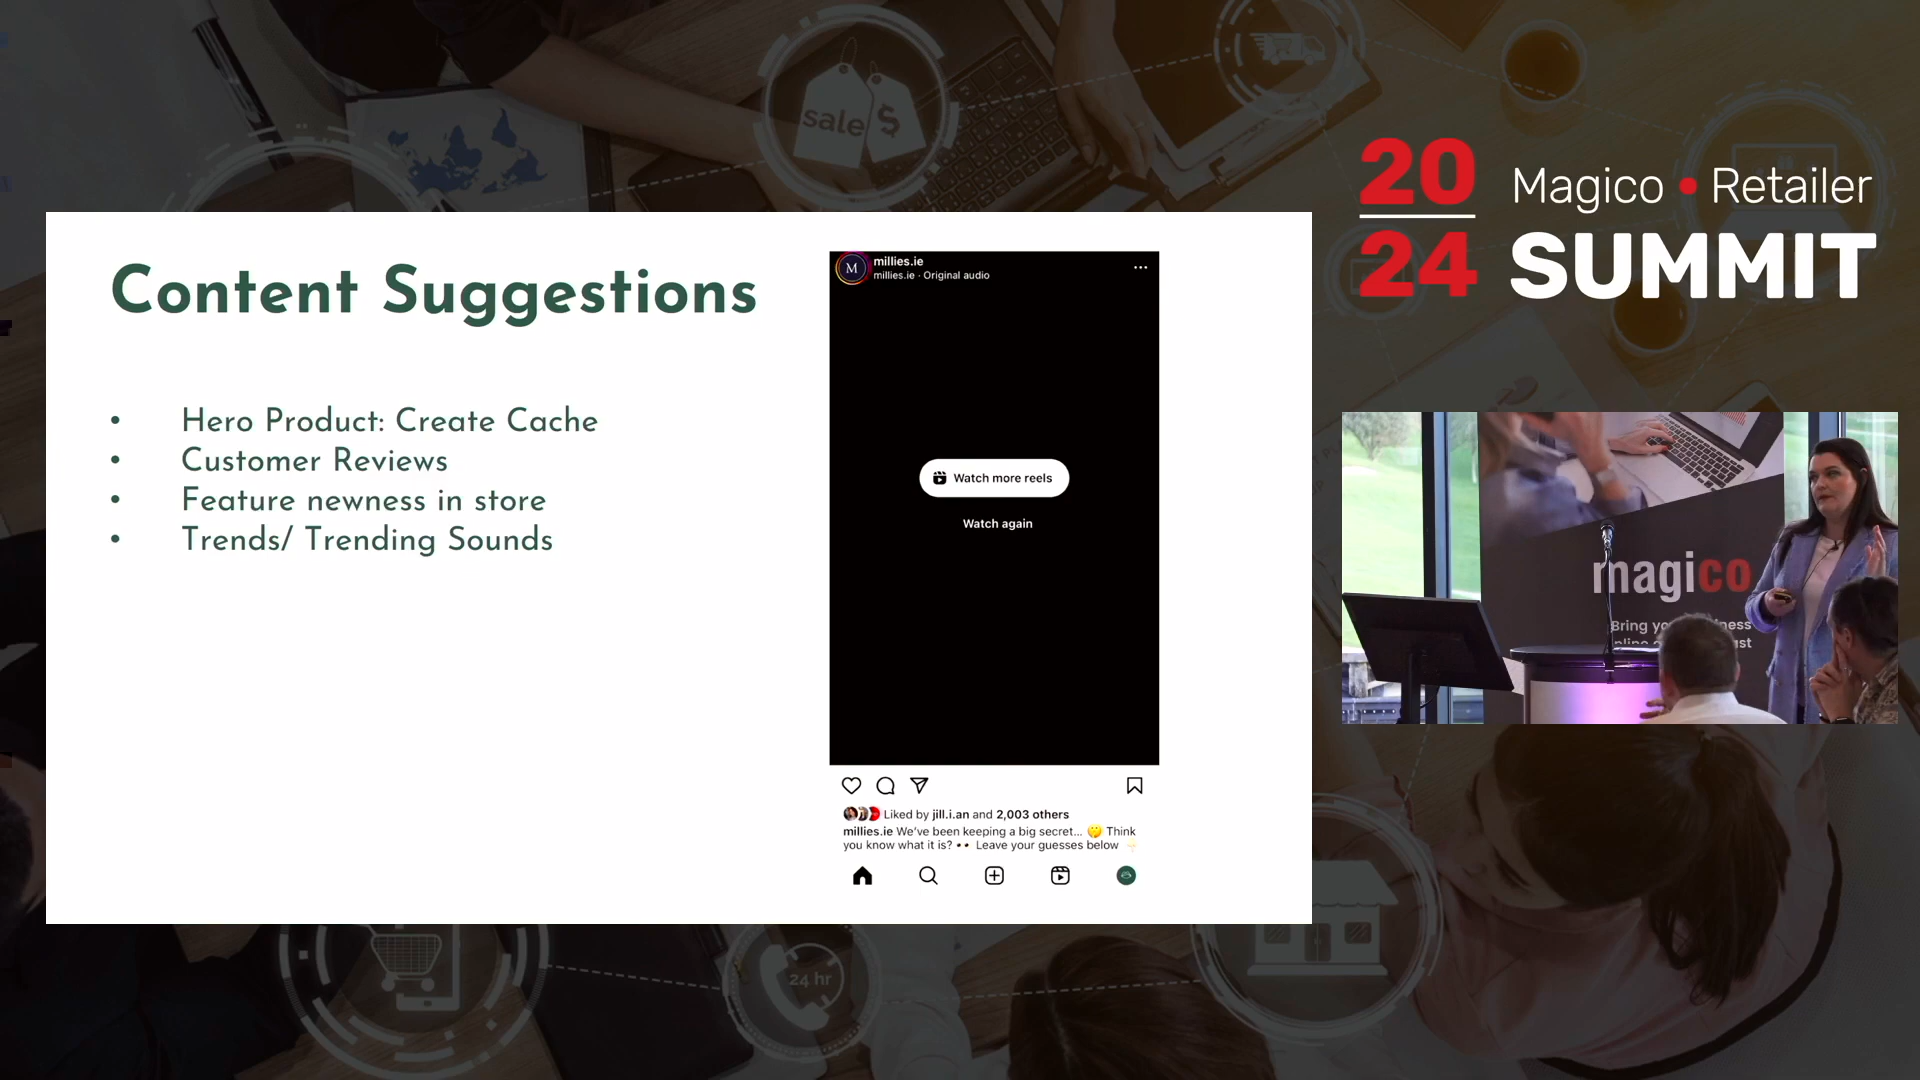 sale $
20
24
Magico • Retailer
SUMMIT
Content Suggestions
• Hero Product: Create Cache
• Customer Reviews
• Feature newness in store
• Trends/ Trending Sounds
M
millies.ie
millies.ie · Original audio
Watch more reels
Watch again
Liked by jill.i.an and 2,003 others
millies.ie We've been keeping a big secret... 🤫 Think
you know what it is? 👀 Leave your guesses below 👇
magico
Bring
24 hr